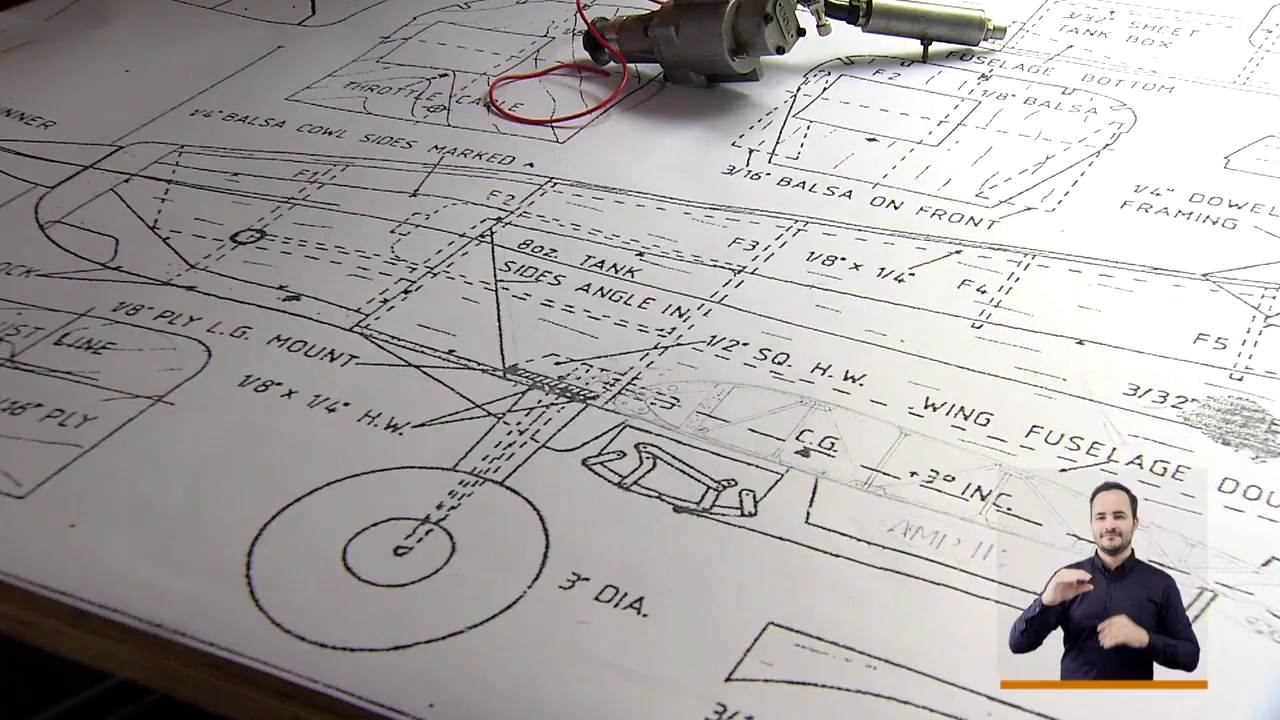 3/32" SHEET
TANK BOX
FUSELAGE BOTTOM
F2
1/8" BALSA
THROTTLE CABLE
1/4" BALSA COWL SIDES MARKED
3/16" BALSA ON FRONT
1/4" DOWEL
FRAMING
F1
F2
F3
1/8" x 1/4"
F4
F5
8oz. TANK
SIDES ANGLE IN
1/8" PLY L.G. MOUNT
LINE
PLY
1/8" x 1/4" H.W.
1/2" SQ. H.W.
3/32"
WING FUSELAGE
C.G.
+3° INC.
3" DIA.